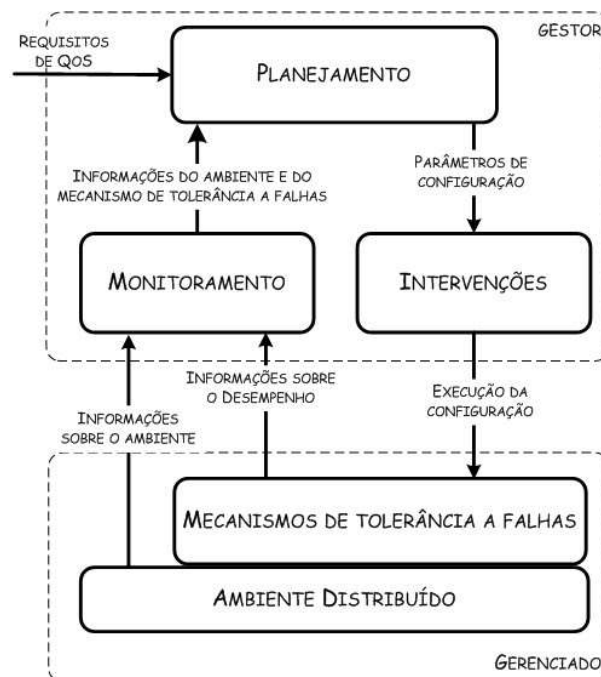 GESTOR
REQUISITOS
DE QOS
PLANEJAMENTO
INFORMAÇÕES DO AMBIENTE E DO
MECANISMO DE TOLERÂNCIA A FALHAS
PARÂMETROS DE
CONFIGURAÇÃO
MONITORAMENTO
INTERVENÇÕES
INFORMAÇÕES SOBRE
O DESEMPENHO
EXECUÇÃO DA
CONFIGURAÇÃO
INFORMAÇÕES
SOBRE O AMBIENTE
MECANISMOS DE TOLERÂNCIA A FALHAS
AMBIENTE DISTRIBUÍDO
GERENCIADO